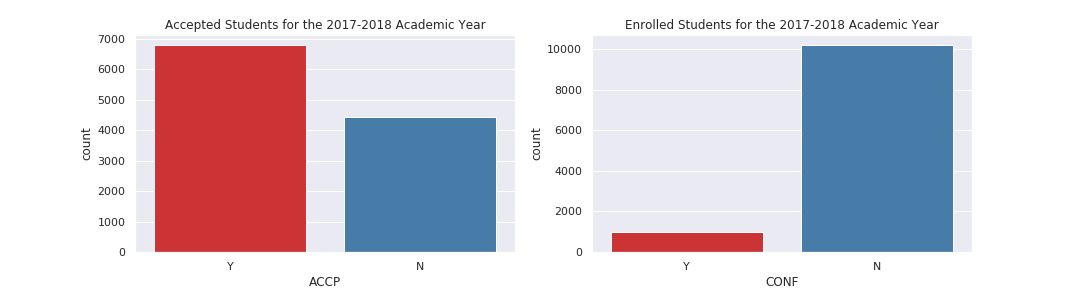 Accepted Students for the 2017-2018 Academic Year
7000
6000
5000
4000
3000
2000
1000
0
count
Y N
ACCP
Enrolled Students for the 2017-2018 Academic Year
10000
8000
6000
4000
2000
0
count
Y N
CONF